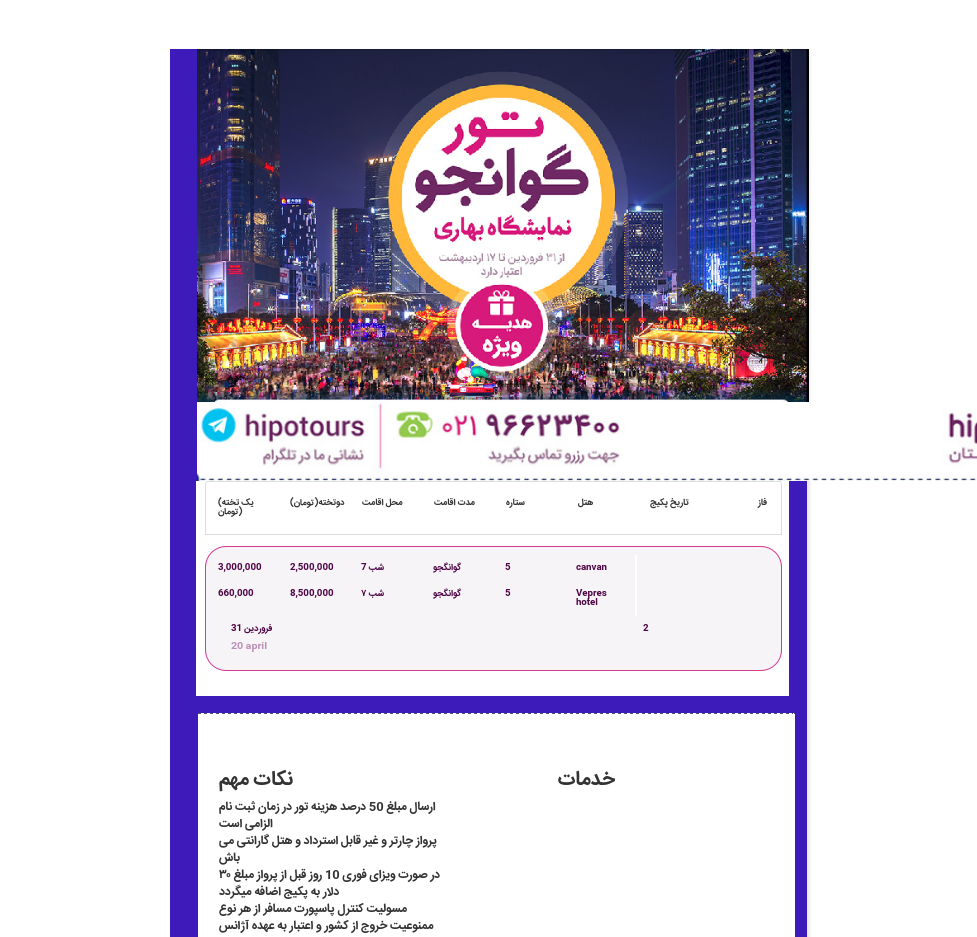 تور
گوانجو
نمایشگاه بهاری
از ۳۱ فروردین تا ۱۷ اردیبهشت
اعتبار دارد
هدیه
ویژه
hipotours
نشانی ما در تلگرام
۰۲۱ ۹۶۶۲۳۴۰۰
جهت رزرو تماس بگیرید
فاز تاریخ پکیج هتل ستاره مدت اقامت محل اقامت دوتخته(تومان) یک تخته(
تومان)
canvan 5 گوانگجو 7 شب 2,500,000 3,000,000
Vepres 5 گوانگجو ۷ شب 8,500,000 660,000
hotel
2 31 فروردین
20 april
خدمات
نکات مهم
ارسال مبلغ 50 درصد هزینه تور در زمان ثبت نام
الزامی است
پرواز چارتر و غیر قابل استرداد و هتل گارانتی می
باش
در صورت ویزای فوری 10 روز قبل از پرواز مبلغ ۳۰
دلار به پکیج اضافه میگردد
مسولیت کنترل پاسپورت مسافر از هر نوع
ممنوعیت خروج از کشور و اعتبار به عهده آژانس